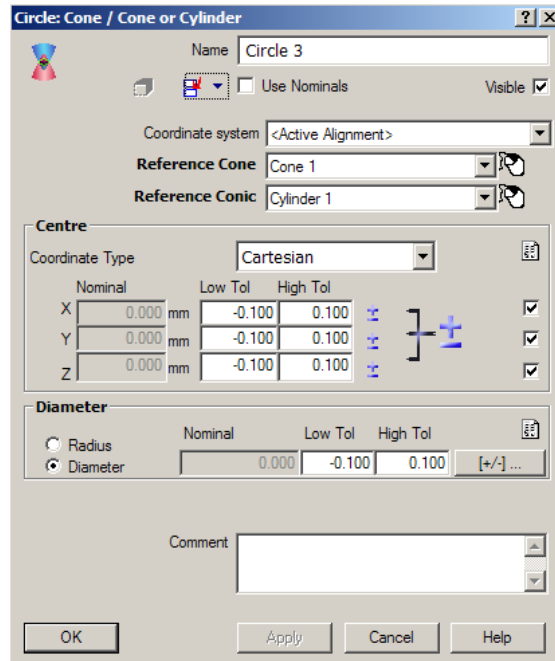 Circle: Cone / Cone or Cylinder
Name Circle 3
Use Nominals Visible
Coordinate system <Active Alignment>
Reference Cone Cone 1
Reference Conic Cylinder 1
Centre
Coordinate Type Cartesian
Nominal Low Tol High Tol
X 0.000 mm -0.100 0.100
Y 0.000 mm -0.100 0.100
Z 0.000 mm -0.100 0.100
Diameter
Radius
Nominal Low Tol High Tol
Diameter 0.000 -0.100 0.100 [+/-] ...
Comment
OK Apply Cancel Help